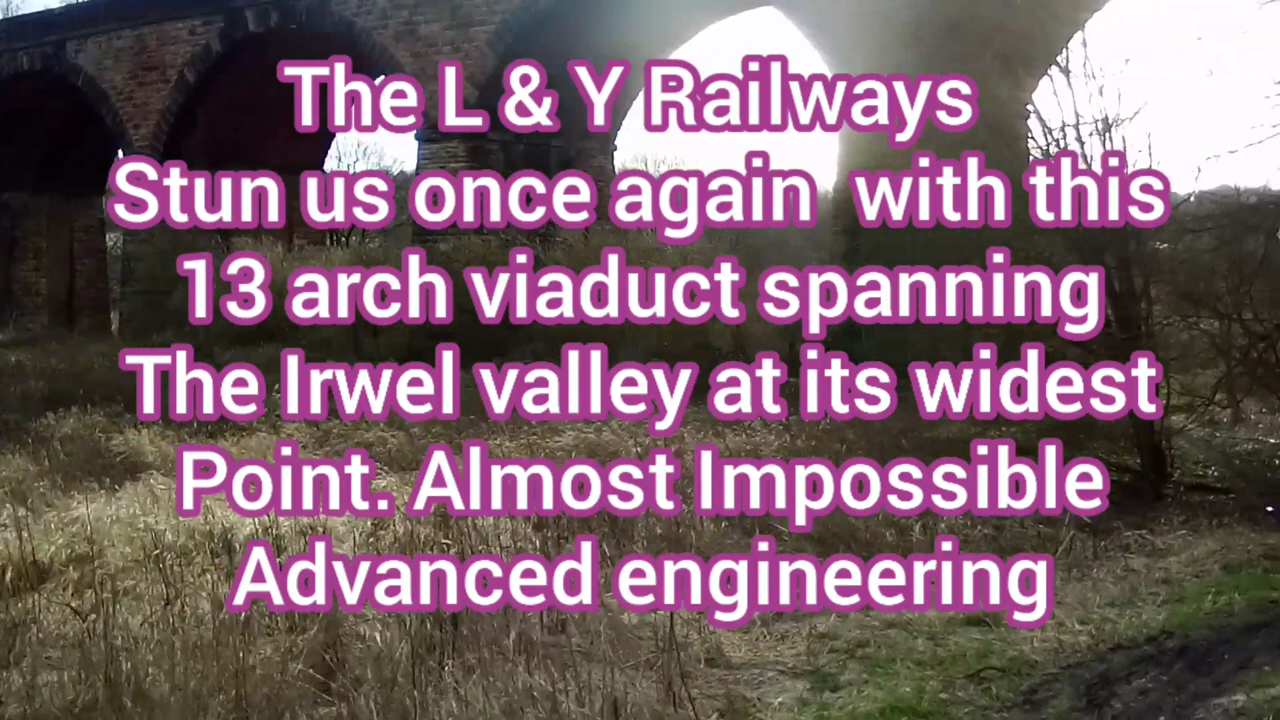 The L & Y Railways
Stun us once again with this
13 arch viaduct spanning
The Irwel valley at its widest
Point. Almost Impossible
Advanced engineering